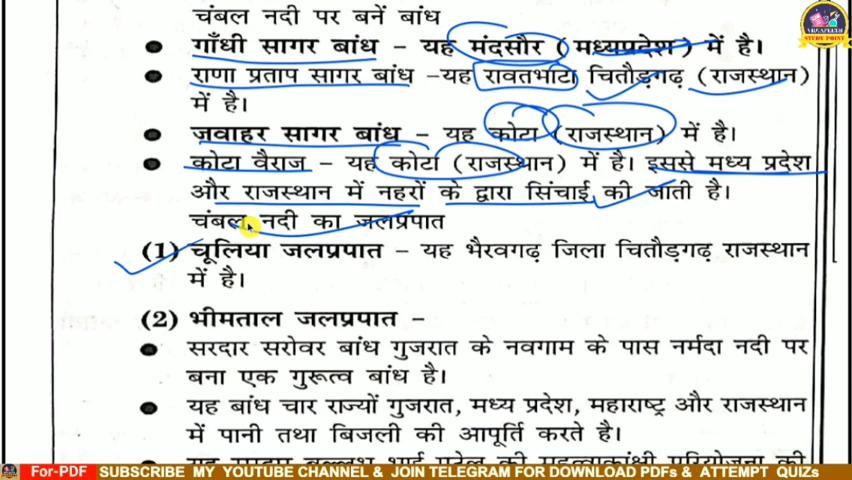 चंबल नदी पर बनें बांध
गाँधी सागर बांध - यह मंदसौर (मध्यप्रदेश) में है।
राणा प्रताप सागर बांध -यह रावतभांटा चितौड़गढ़ (राजस्थान)
में है।
जवाहर सागर बांध - यह कोटा (राजस्थान) में है।
कोटा वैराज - यह कोटा (राजस्थान) में है। इससे मध्य प्रदेश
और राजस्थान में नहरों के द्वारा सिंचाई की जाती है।
चंबल नदी का जलप्रपात
(1) चूलिया जलप्रपात - यह भैरवगढ़ जिला चितौड़गढ़ राजस्थान
में है।
(2) भीमताल जलप्रपात -
सरदार सरोवर बांध गुजरात के नवगाम के पास नर्मदा नदी पर
बना एक गुरूत्व बांध है।
यह बांध चार राज्यों गुजरात, मध्य प्रदेश, महाराष्ट्र और राजस्थान
में पानी तथा बिजली की आपूर्ति करते है।
For-PDF SUBSCRIBE MY YOUTUBE CHANNEL & JOIN TELEGRAM FOR DOWNLOAD PDFs & ATTEMPT QUIZs
STUDY POINT